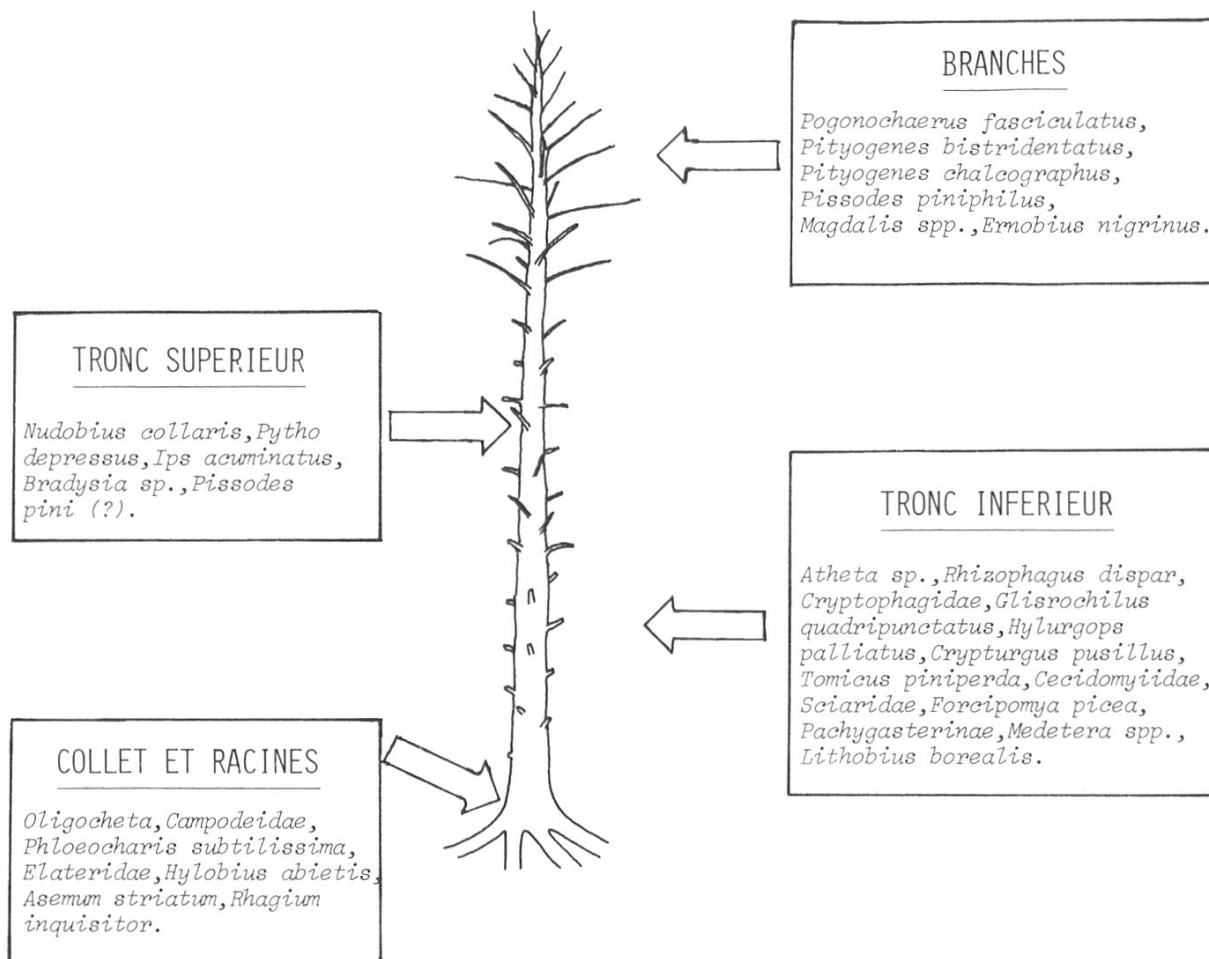 BRANCHES
Pogonochaerus fasciculatus,
Pityogenes bistridentatus,
Pityogenes chalcographus,
Pissodes piniphilus,
Magdalis spp.,Ernobius nigrinus.
TRONC SUPERIEUR
Nudobius collaris,Pytho
depressus,Ips acuminatus,
Bradysia sp.,Pissodes
pini (?).
TRONC INFERIEUR
Atheta sp.,Rhizophagus dispar,
Cryptophagidae,Glisrochilus
quadripunctatus,Hylurgops
palliatus,Crypturgus pusillus,
Tomicus piniperda,Cecidomyiidae,
Sciaridae,Forcipomya picea,
Pachygasterinae,Medetera spp.,
Lithobius borealis.
COLLET ET RACINES
Oligocheta,Campodeidae,
Phloeocharis subtilissima,
Elateridae,Hylobius abietis,
Asemum striatum,Rhagium
inquisitor.